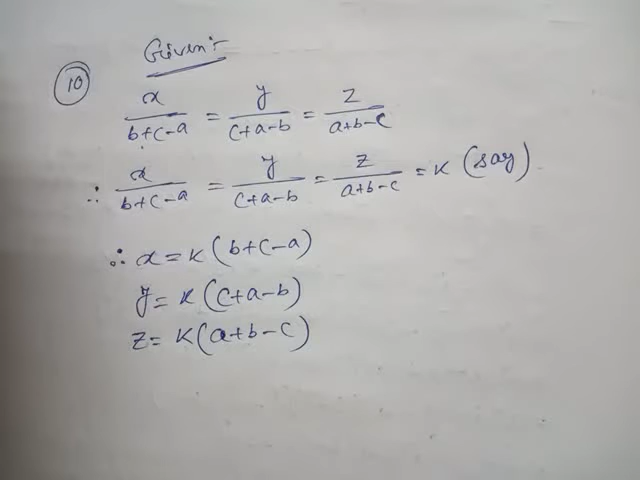 Given:-
10
x/(b+c-a) = y/(c+a-b) = z/(a+b-c)
∴ x/(b+c-a) = y/(c+a-b) = z/(a+b-c) = K (say)
∴ x = K(b+c-a)
y = K(c+a-b)
z = K(a+b-c)